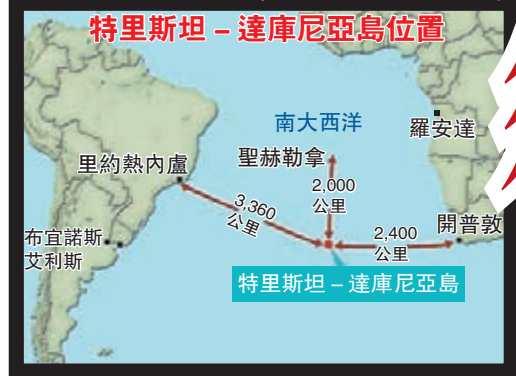 特里斯坦 – 達庫尼亞島位置
南大西洋
羅安達
里約熱內盧
聖赫勒拿
2,000
公里
3,360
公里
開普敦
2,400
公里
布宜諾斯
艾利斯
特里斯坦 – 達庫尼亞島